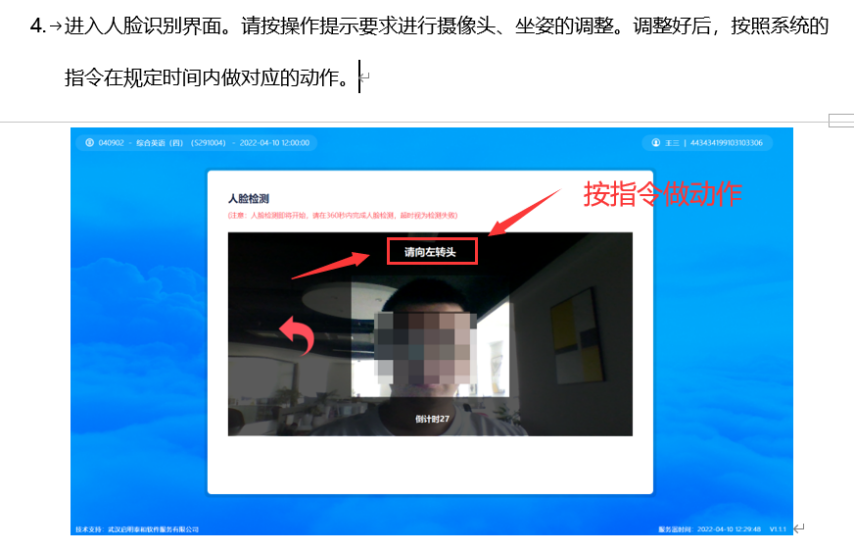 4.→进入人脸识别界面。请按操作提示要求进行摄像头、坐姿的调整。调整好后，按照系统的
指令在规定时间内做对应的动作。
040902 - 综合英语（四）（5291004） - 2022-04-10 12:00:00
王三 | 443434199103103306
人脸检测
(注意：人脸检测即将开始，请在360秒内完成人脸检测，超时视为检测失败)
按指令做动作
请向左转头
倒计时27
技术支持：武汉启明泰和软件服务有限公司
服务器时间：2022-04-10 12:29:48 V1.1.1